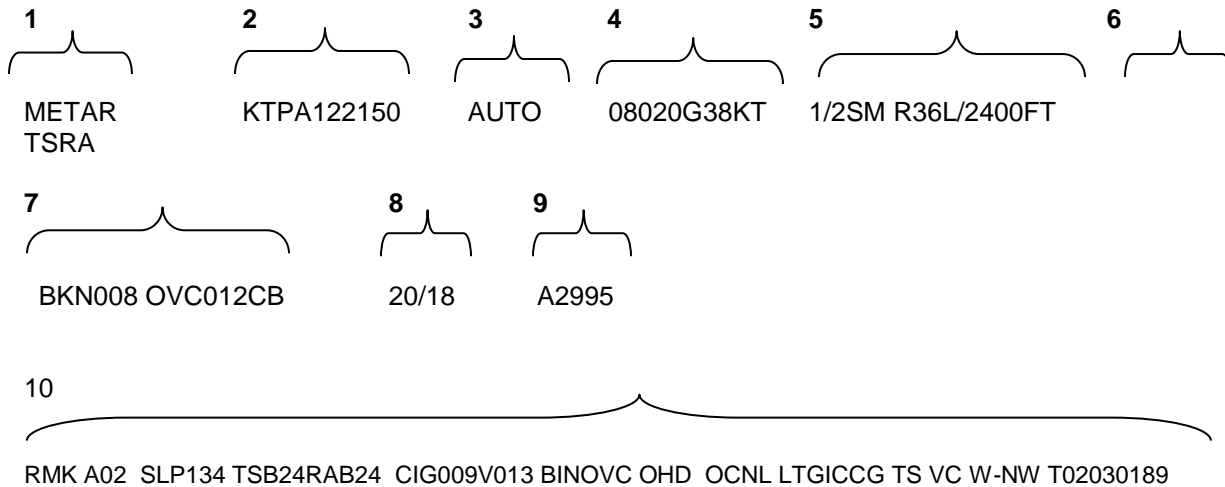 1 2 3 4 5 6
METAR KTPA122150 AUTO 08020G38KT 1/2SM R36L/2400FT
TSRA
7 8 9
BKN008 OVC012CB 20/18 A2995
10
RMK A02 SLP134 TSB24RAB24 CIG009V013 BINOVC OHD OCNL LTGICCG TS VC W-NW T02030189